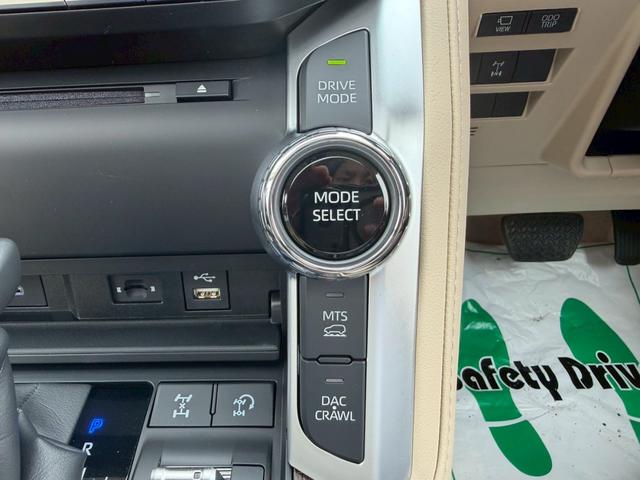 DRIVE
MODE
MODE
SELECT
MTS
DAC
CRAWL
VIEW
ODO
TRIP
P
R
Safety Driv